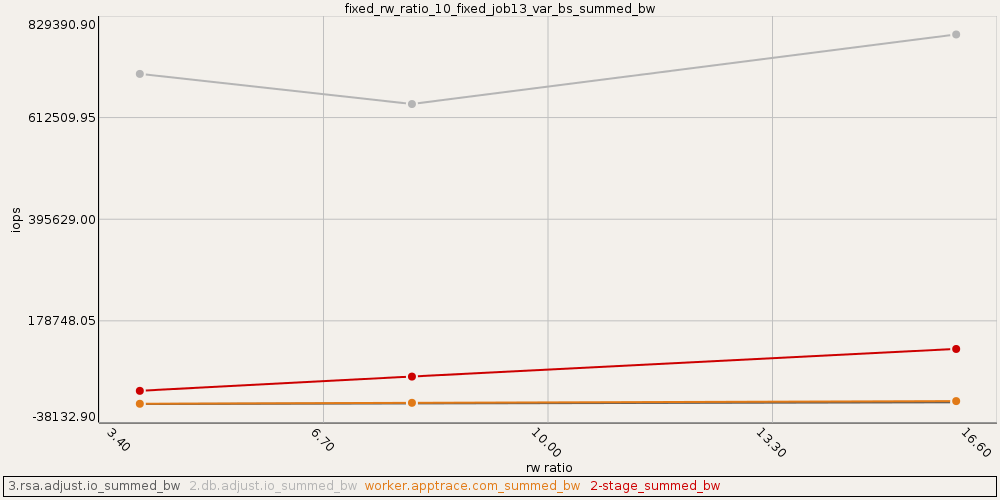 fixed_rw_ratio_10_fixed_job13_var_bs_summed_bw
829390.90
612509.95
395629.00
178748.05
-38132.90
iops
3.40
6.70
10.00
13.30
16.60
rw ratio
3.rsa.adjust.io_summed_bw 2.db.adjust.io_summed_bw worker.apptrace.com_summed_bw 2-stage_summed_bw